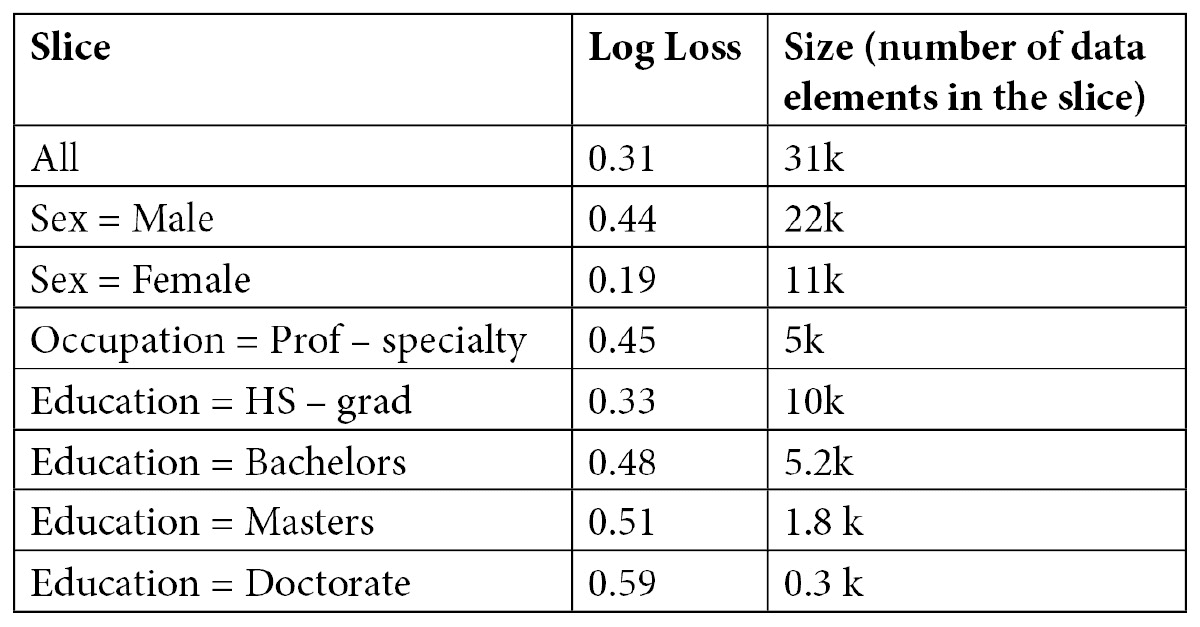 Slice Log Loss Size (number of data
elements in the slice)
All 0.31 31k
Sex = Male 0.44 22k
Sex = Female 0.19 11k
Occupation = Prof – specialty 0.45 5k
Education = HS – grad 0.33 10k
Education = Bachelors 0.48 5.2k
Education = Masters 0.51 1.8 k
Education = Doctorate 0.59 0.3 k